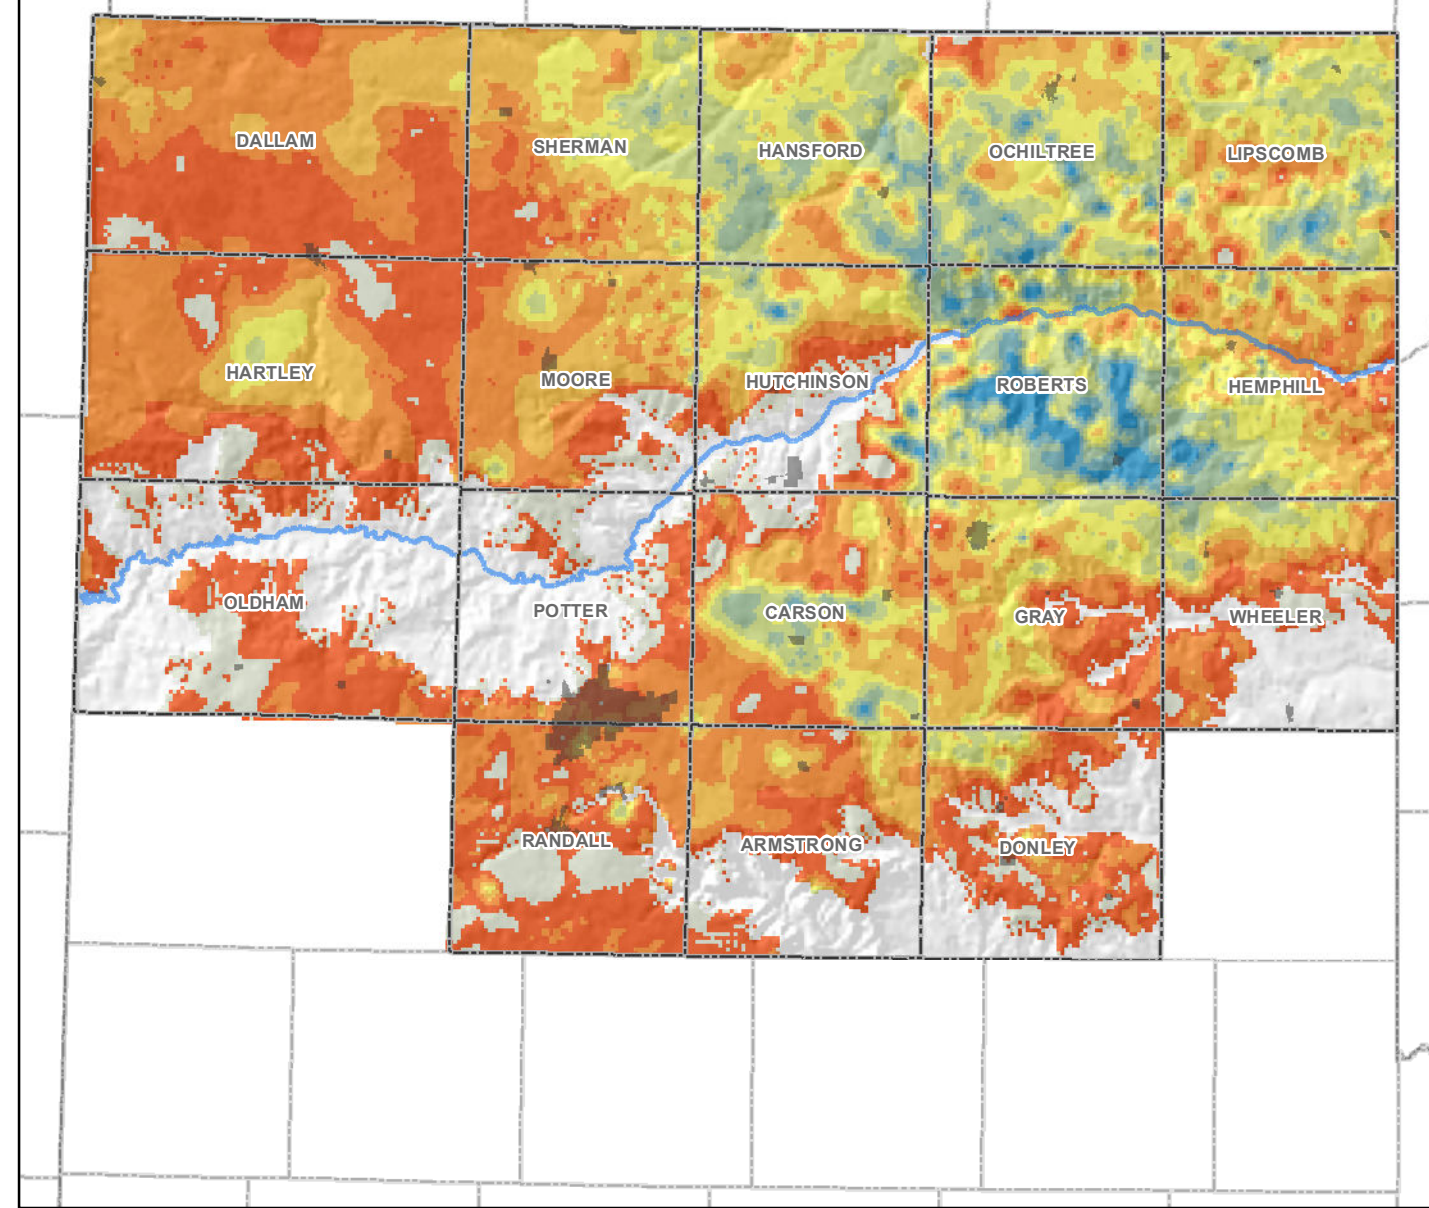 DALLAM
SHERMAN
HANSFORD
OCHILTREE
LIPSCOMB
HARTLEY
MOORE
HUTCHINSON
ROBERTS
HEMPHILL
OLDHAM
POTTER
CARSON
GRAY
WHEELER
RANDALL
ARMSTRONG
DONLEY